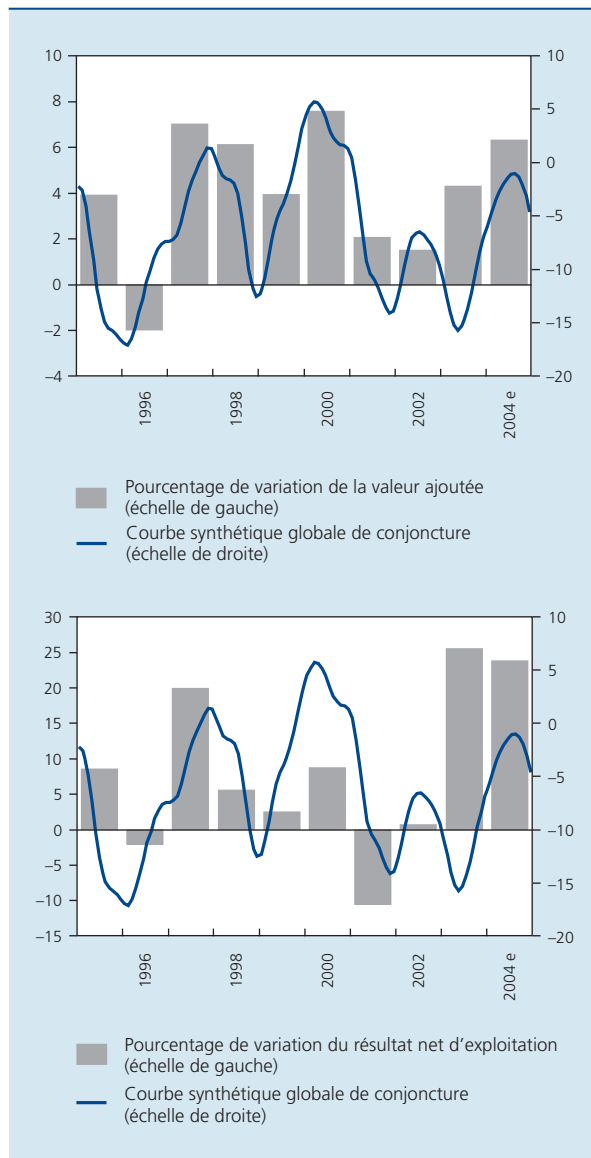 10 10
8 5
6 0
4 −5
2 −10
0
−2 −15
−4 −20
1996 1998 2000 2002 2004 e
Pourcentage de variation de la valeur ajoutée
(échelle de gauche)
Courbe synthétique globale de conjoncture
(échelle de droite)
30 10
25
20 5
15 0
10 −5
5
0 −10
−5
−10 −15
−15 −20
1996 1998 2000 2002 2004 e
Pourcentage de variation du résultat net d’exploitation
(échelle de gauche)
Courbe synthétique globale de conjoncture
(échelle de droite)